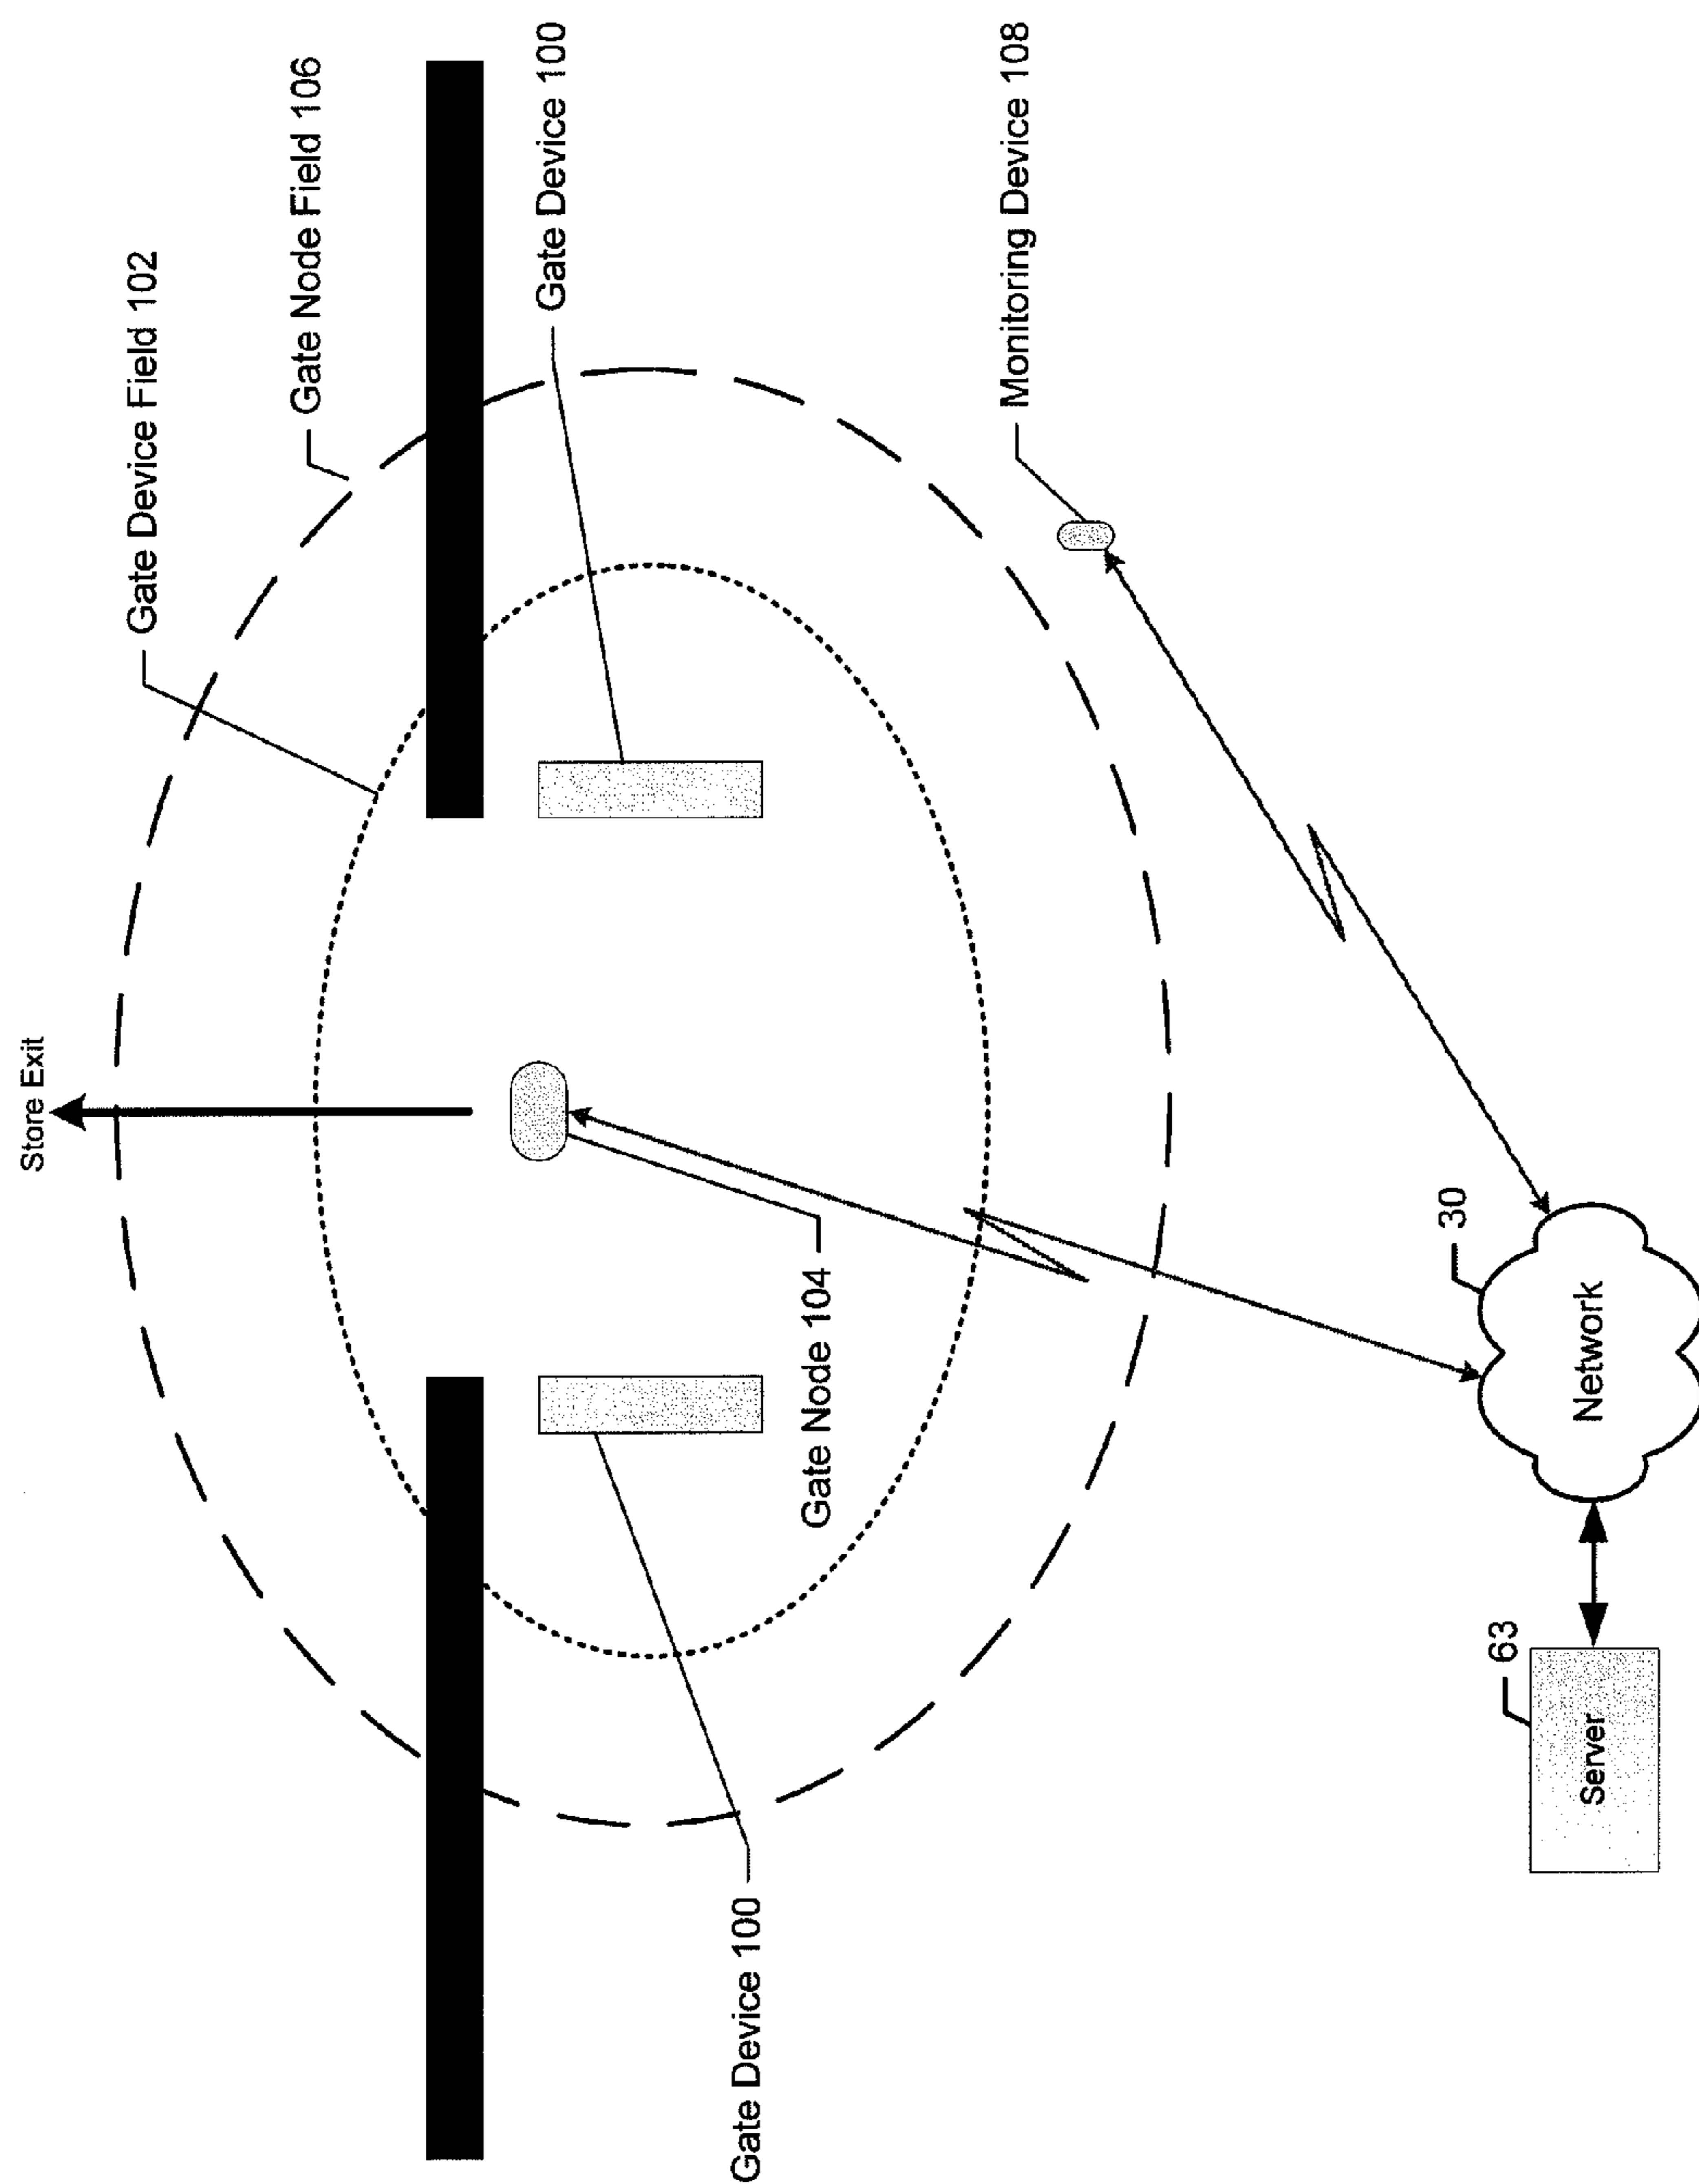 Store Exit
Gate Device Field 102
Gate Node Field 106
Gate Device 100
Monitoring Device 108
Gate Node 104
Gate Device 100
30
Network
63
Server